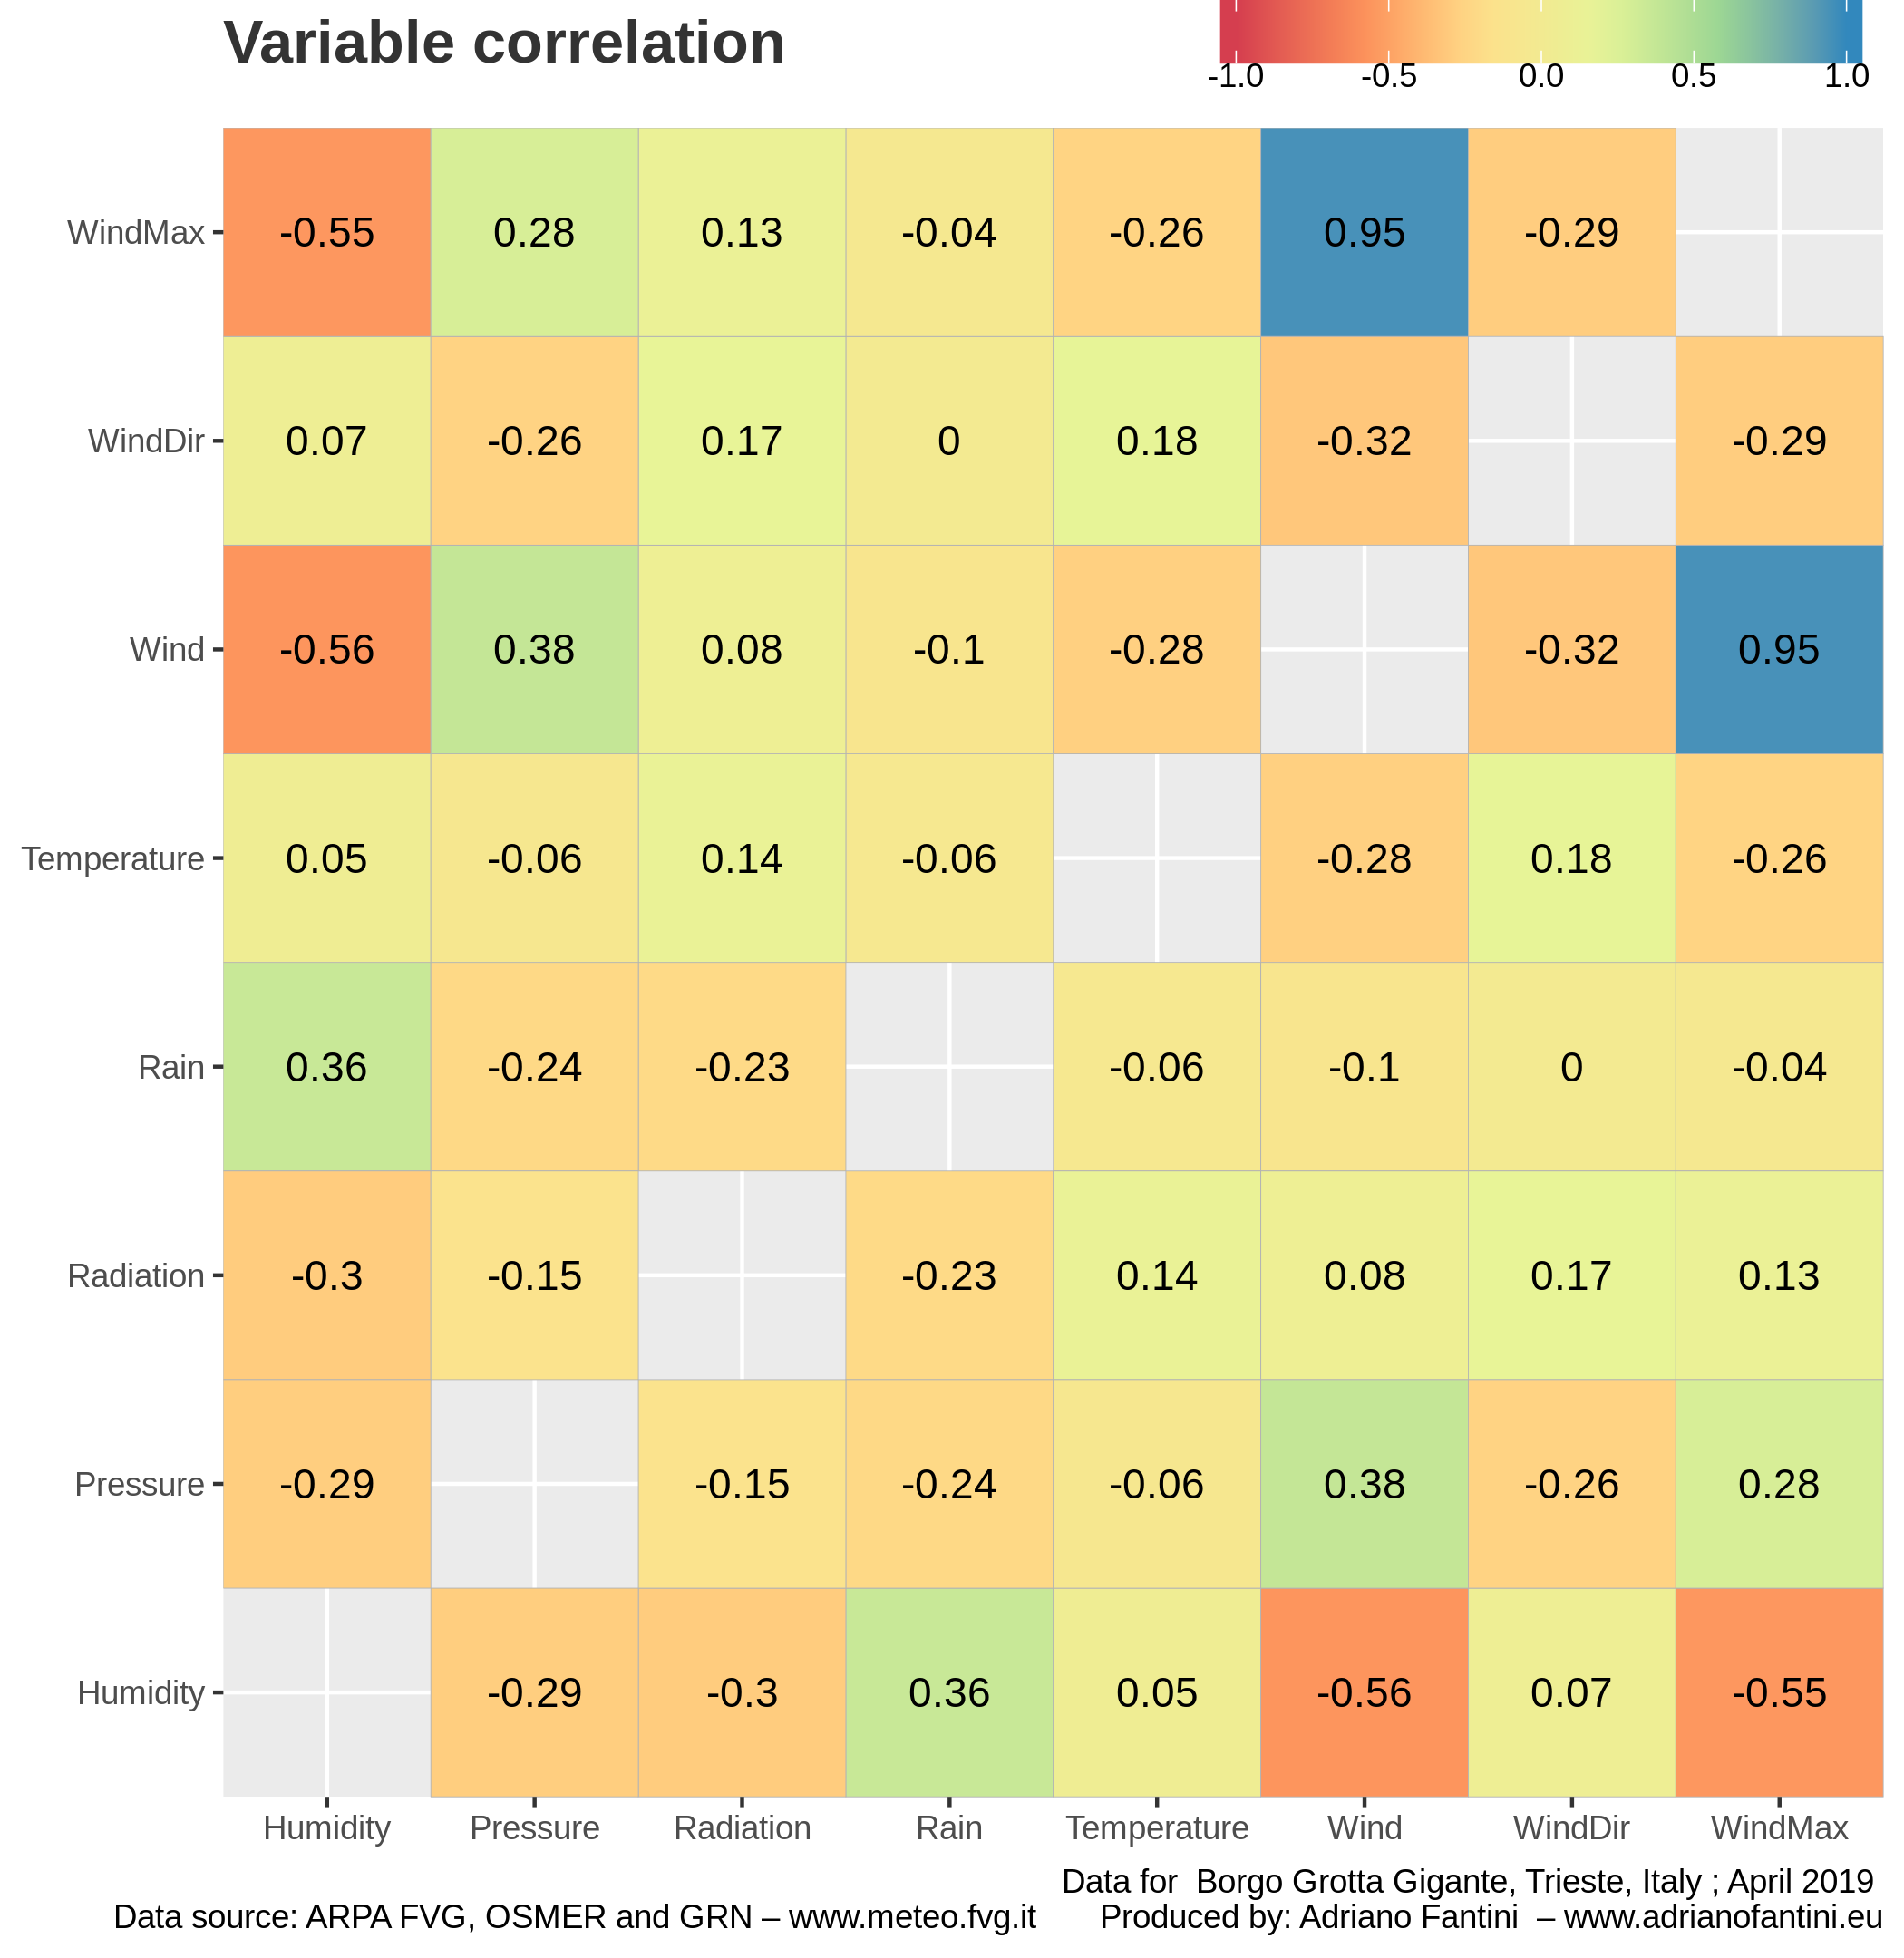 Variable correlation
-1.0 -0.5 0.0 0.5 1.0
WindMax -0.55 0.28 0.13 -0.04 -0.26 0.95 -0.29
WindDir 0.07 -0.26 0.17 0 0.18 -0.32 -0.29
Wind -0.56 0.38 0.08 -0.1 -0.28 -0.32 0.95
Temperature 0.05 -0.06 0.14 -0.06 -0.28 0.18 -0.26
Rain 0.36 -0.24 -0.23 -0.06 -0.1 0 -0.04
Radiation -0.3 -0.15 -0.23 0.14 0.08 0.17 0.13
Pressure -0.29 -0.15 -0.24 -0.06 0.38 -0.26 0.28
Humidity -0.29 -0.3 0.36 0.05 -0.56 0.07 -0.55
Humidity Pressure Radiation Rain Temperature Wind WindDir WindMax
Data for  Borgo Grotta Gigante, Trieste, Italy ; April 2019
Data source: ARPA FVG, OSMER and GRN – www.meteo.fvg.it
Produced by: Adriano Fantini  – www.adrianofantini.eu